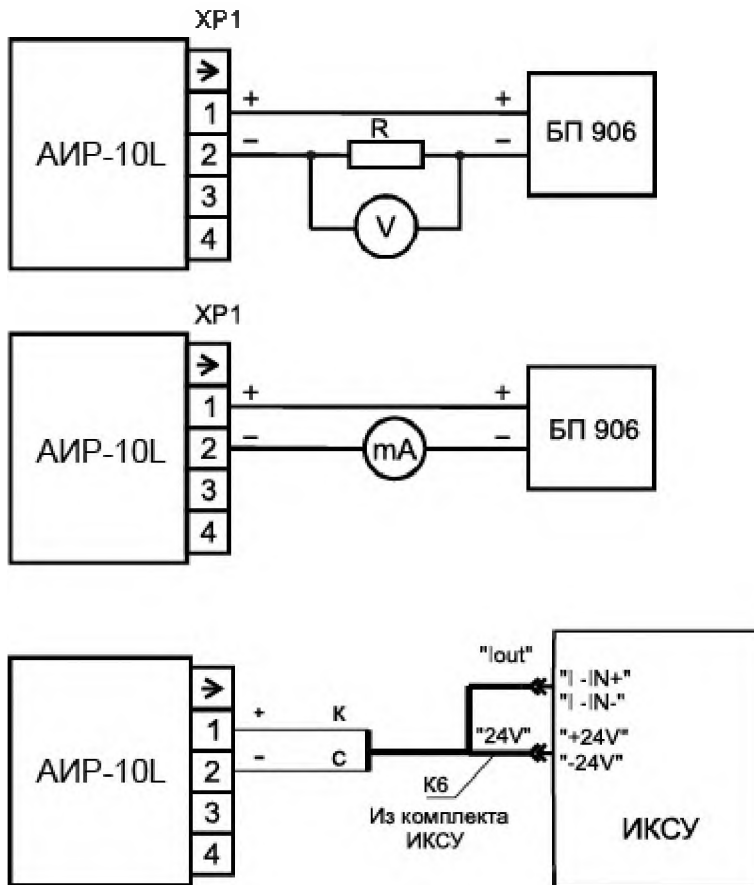 XP1
1
2
3
4
АИР-10L
+
−
R
V
+
−
БП 906
XP1
1
2
3
4
АИР-10L
+
−
mA
+
−
БП 906
1
2
3
4
АИР-10L
+
−
К
С
"Iout"
"24V"
К6
Из комплекта
ИКСУ
"I -IN+"
"I -IN-"
"+24V"
"-24V"
ИКСУ